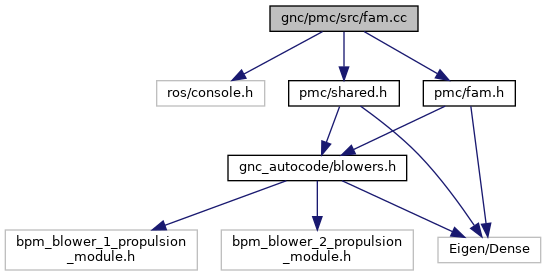 gnc/pmc/src/fam.cc
ros/console.h
pmc/shared.h
pmc/fam.h
gnc_autocode/blowers.h
bpm_blower_1_propulsion
_module.h
bpm_blower_2_propulsion
_module.h
Eigen/Dense